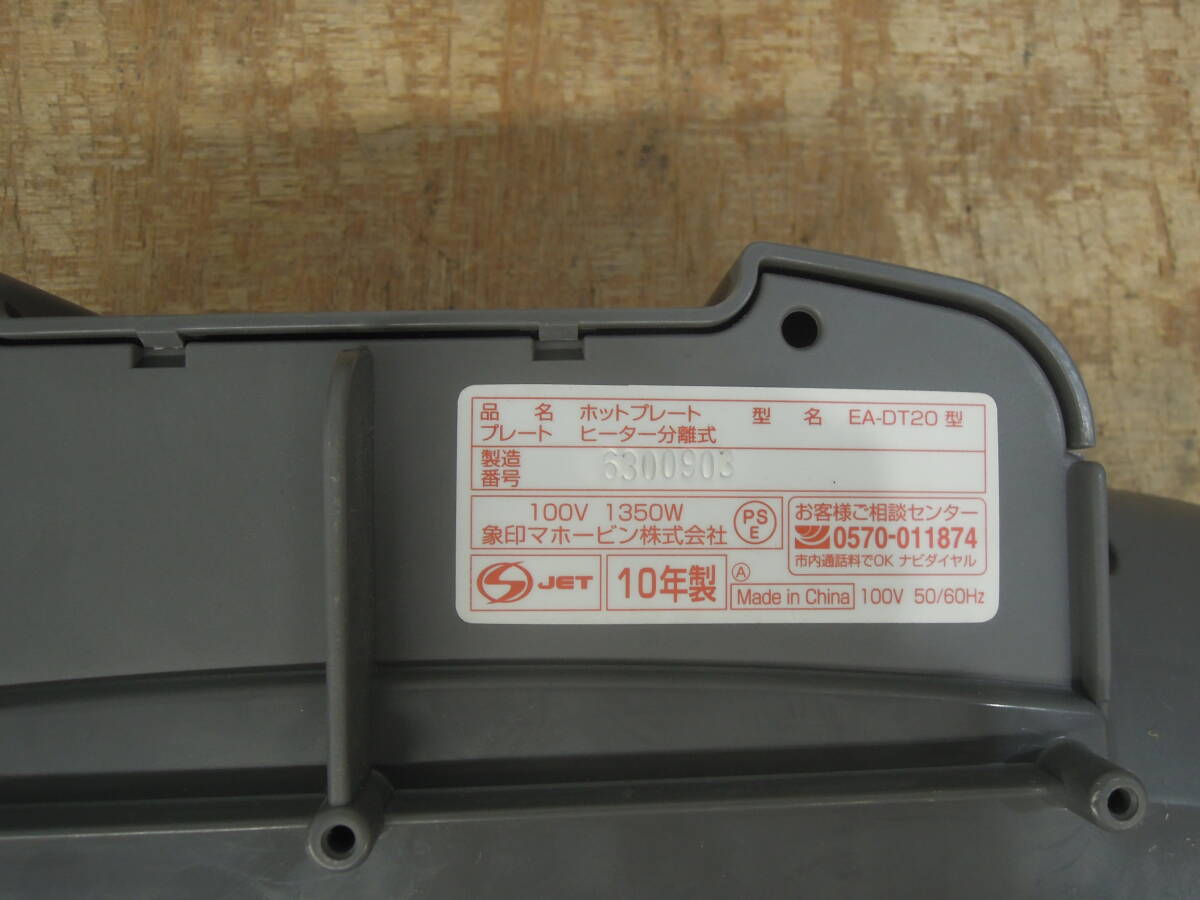 品名 ホットプレート 型名 EA-DT20 型
プレート ヒーター分離式
製造番号 6300903
100V 1350W
象印マホービン株式会社
PS E
お客様ご相談センター
0570-011874
市内通話料でOK ナビダイヤル
S JET
10年製
A
Made in China
100V 50/60Hz